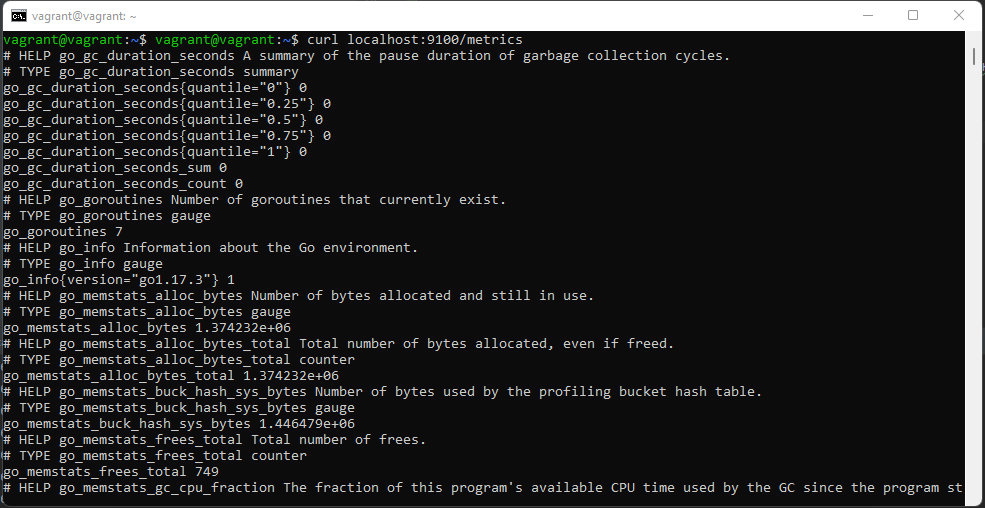 vagrant@vagrant: ~
vagrant@vagrant:~$ vagrant@vagrant:~$ curl localhost:9100/metrics
# HELP go_gc_duration_seconds A summary of the pause duration of garbage collection cycles.
# TYPE go_gc_duration_seconds summary
go_gc_duration_seconds{quantile="0"} 0
go_gc_duration_seconds{quantile="0.25"} 0
go_gc_duration_seconds{quantile="0.5"} 0
go_gc_duration_seconds{quantile="0.75"} 0
go_gc_duration_seconds{quantile="1"} 0
go_gc_duration_seconds_sum 0
go_gc_duration_seconds_count 0
# HELP go_goroutines Number of goroutines that currently exist.
# TYPE go_goroutines gauge
go_goroutines 7
# HELP go_info Information about the Go environment.
# TYPE go_info gauge
go_info{version="go1.17.3"} 1
# HELP go_memstats_alloc_bytes Number of bytes allocated and still in use.
# TYPE go_memstats_alloc_bytes gauge
go_memstats_alloc_bytes 1.374232e+06
# HELP go_memstats_alloc_bytes_total Total number of bytes allocated, even if freed.
# TYPE go_memstats_alloc_bytes_total counter
go_memstats_alloc_bytes_total 1.374232e+06
# HELP go_memstats_buck_hash_sys_bytes Number of bytes used by the profiling bucket hash table.
# TYPE go_memstats_buck_hash_sys_bytes gauge
go_memstats_buck_hash_sys_bytes 1.446479e+06
# HELP go_memstats_frees_total Total number of frees.
# TYPE go_memstats_frees_total counter
go_memstats_frees_total 749
# HELP go_memstats_gc_cpu_fraction The fraction of this program's available CPU time used by the GC since the program st